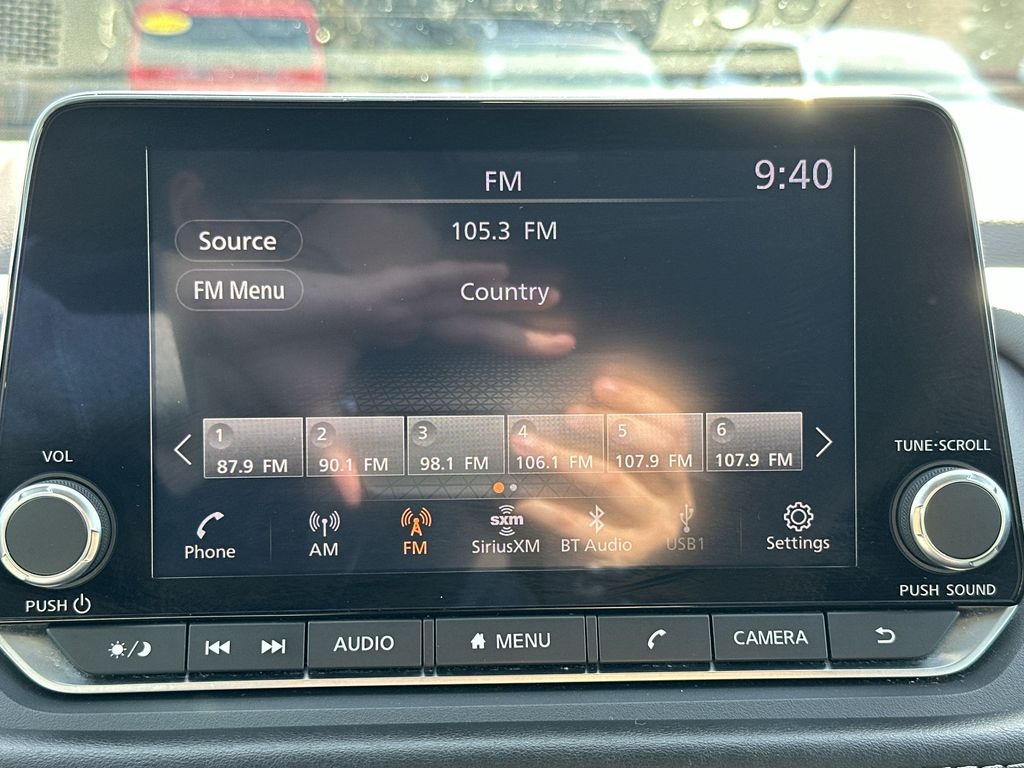 FM
9:40
Source
105.3 FM
FM Menu
Country
1
2
3
4
5
6
87.9 FM
90.1 FM
98.1 FM
106.1 FM
107.9 FM
107.9 FM
VOL
TUNE·SCROLL
Phone
AM
FM
sxm
SiriusXM
BT Audio
USB1
Settings
PUSH
PUSH SOUND
AUDIO
MENU
CAMERA